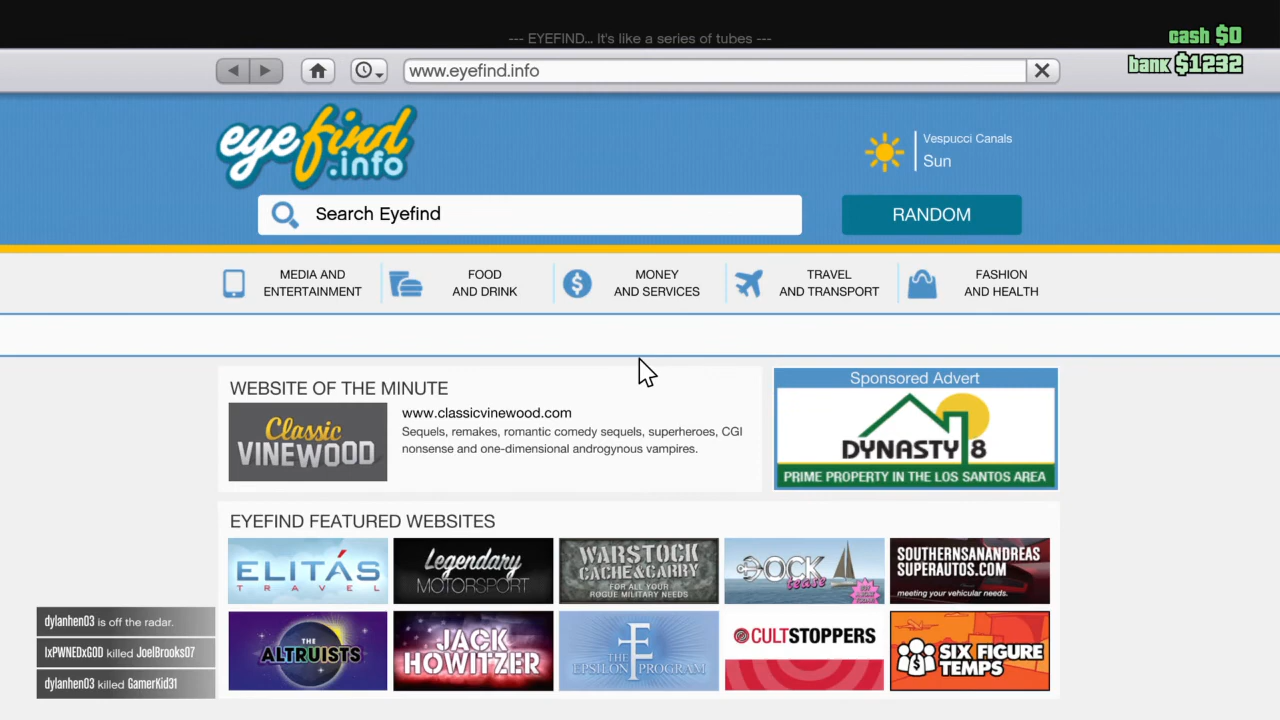 --- EYEFIND... It's like a series of tubes ---
cash $0
bank $1232
www.eyefind.info
eyefind
.info
Vespucci Canals
Sun
Search Eyefind
RANDOM
MEDIA AND
ENTERTAINMENT
FOOD
AND DRINK
MONEY
AND SERVICES
TRAVEL
AND TRANSPORT
FASHION
AND HEALTH
WEBSITE OF THE MINUTE
Classic
VINEWOOD
www.classicvinewood.com
Sequels, remakes, romantic comedy sequels, superheroes, CGI
nonsense and one-dimensional androgynous vampires.
Sponsored Advert
DYNASTY 8
PRIME PROPERTY IN THE LOS SANTOS AREA
EYEFIND FEATURED WEBSITES
ELITÁS
TRAVEL
Legendary
MOTORSPORT
WARSTOCK
CACHE & CARRY
FOR ALL YOUR
ROGUE MILITARY NEEDS
DOCK
tease
SOUTHERNSANANDREAS
SUPERAUTOS.COM
meeting your vehicular needs.
THE
ALTRUISTS
JACK
HOWITZER
THE
EPSILON PROGRAM
CULTSTOPPERS
SIX FIGURE
TEMPS
dylanhen03 is off the radar.
IxPWNEDxGOD killed JoelBrooks07
dylanhen03 killed GamerKid31